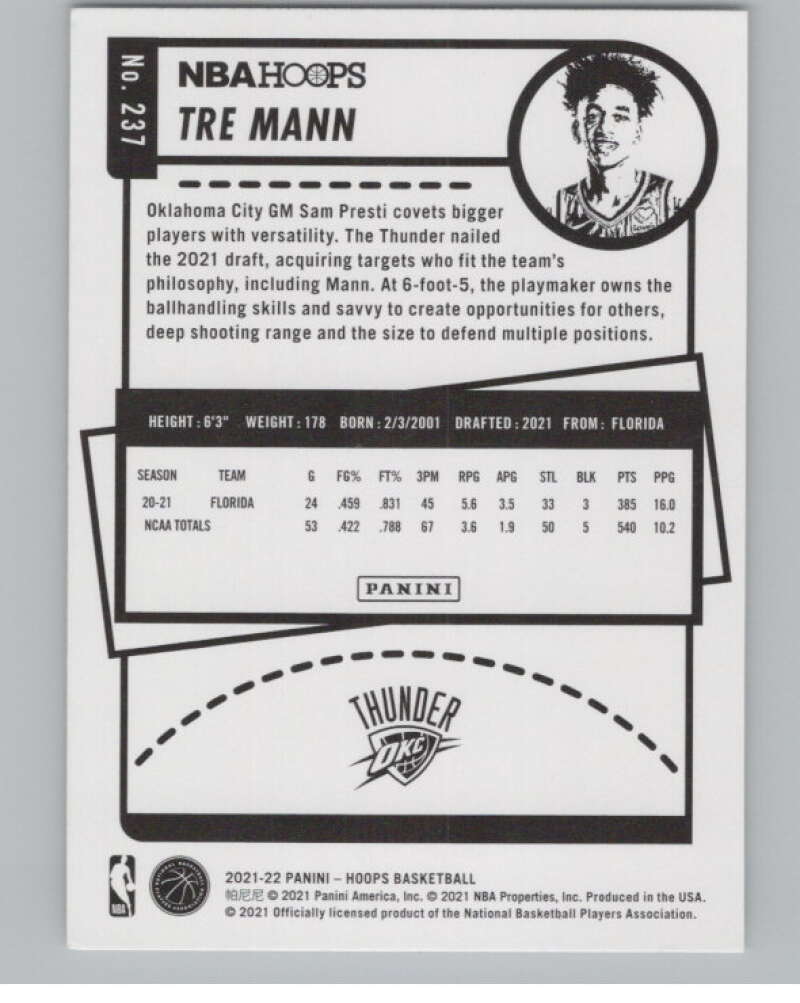 No. 237
NBA HOOPS
TRE MANN
Oklahoma City GM Sam Presti covets bigger
players with versatility. The Thunder nailed
the 2021 draft, acquiring targets who fit the team's
philosophy, including Mann. At 6-foot-5, the playmaker owns the
ballhandling skills and savvy to create opportunities for others,
deep shooting range and the size to defend multiple positions.
HEIGHT: 6'3" WEIGHT: 178 BORN: 2/3/2001 DRAFTED: 2021 FROM: FLORIDA
SEASON TEAM G FG% FT% 3PM RPG APG STL BLK PTS PPG
20-21 FLORIDA 24 .459 .831 45 5.6 3.5 33 3 385 16.0
NCAA TOTALS 53 .422 .788 67 3.6 1.9 50 5 540 10.2
PANINI
THUNDER
OKC
NBA
2021-22 PANINI – HOOPS BASKETBALL
帕尼尼 © 2021 Panini America, Inc. © 2021 NBA Properties, Inc. Produced in the USA.
© 2021 Officially licensed product of the National Basketball Players Association.